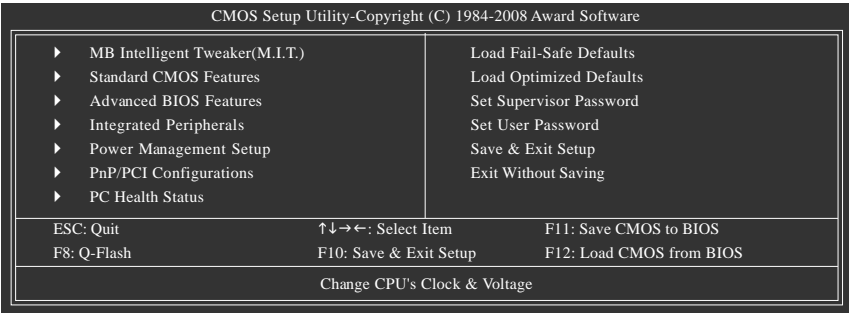 CMOS Setup Utility-Copyright (C) 1984-2008 Award Software
MB Intelligent Tweaker(M.I.T.)
Standard CMOS Features
Advanced BIOS Features
Integrated Peripherals
Power Management Setup
PnP/PCI Configurations
PC Health Status
Load Fail-Safe Defaults
Load Optimized Defaults
Set Supervisor Password
Set User Password
Save & Exit Setup
Exit Without Saving
ESC: Quit ↑↓→←: Select Item F11: Save CMOS to BIOS
F8: Q-Flash F10: Save & Exit Setup F12: Load CMOS from BIOS
Change CPU's Clock & Voltage